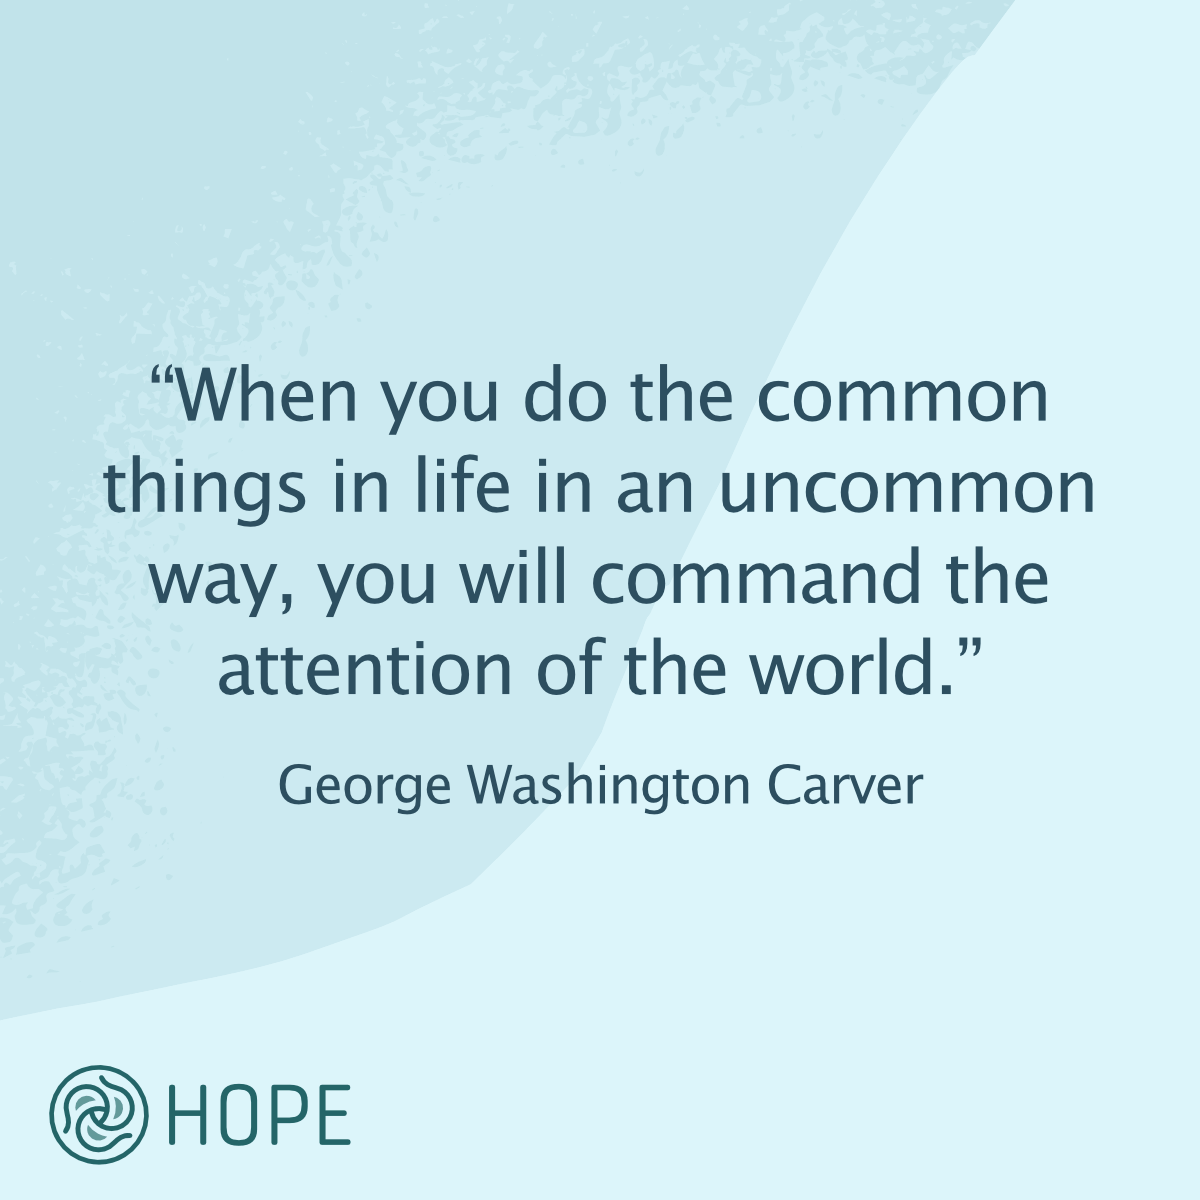 “When you do the common
things in life in an uncommon
way, you will command the
attention of the world.”
George Washington Carver
HOPE